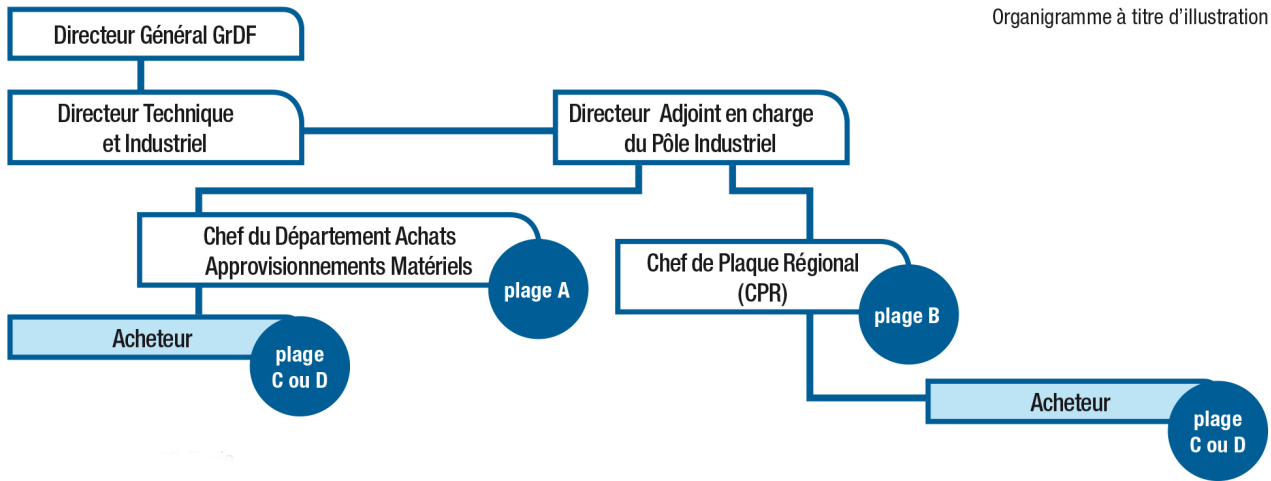 Organigramme à titre d'illustration
Directeur Général GrDF
Directeur Technique
et Industriel
Directeur Adjoint en charge
du Pôle Industriel
Chef du Département Achats
Approvisionnements Matériels
plage A
Chef de Plaque Régional
(CPR)
plage B
Acheteur
plage
C ou D
Acheteur
plage
C ou D